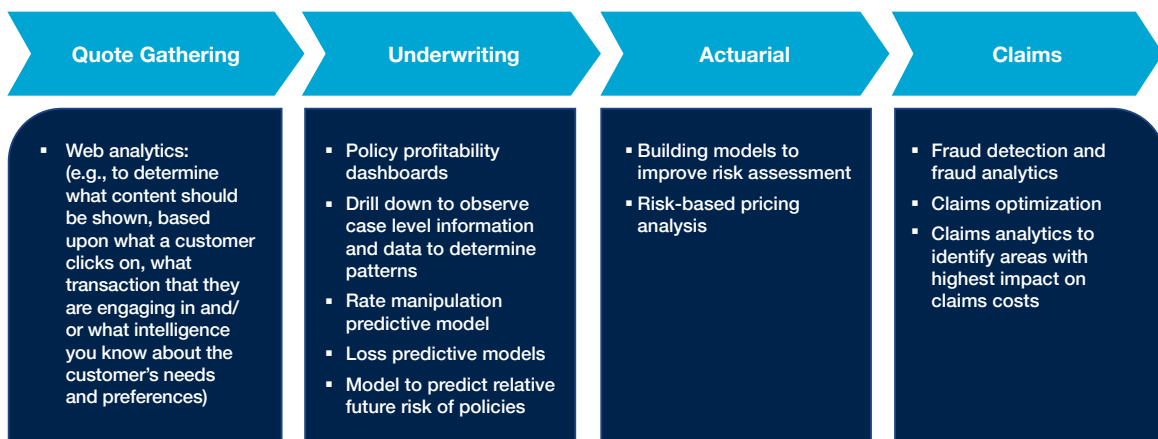 Quote Gathering
Underwriting
Actuarial
Claims
▪ Web analytics:
(e.g., to determine
what content should
be shown, based
upon what a customer
clicks on, what
transaction that they
are engaging in and/
or what intelligence
you know about the
customer’s needs
and preferences)
▪ Policy profitability
dashboards
▪ Drill down to observe
case level information
and data to determine
patterns
▪ Rate manipulation
predictive model
▪ Loss predictive models
▪ Model to predict relative
future risk of policies
▪ Building models to
improve risk assessment
▪ Risk-based pricing
analysis
▪ Fraud detection and
fraud analytics
▪ Claims optimization
▪ Claims analytics to
identify areas with
highest impact on
claims costs